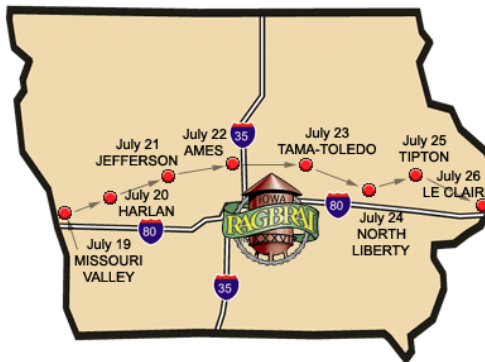 July 22
AMES
35
July 23
TAMA-TOLEDO
July 21
JEFFERSON
July 25
TIPTON
July 26
LE CLAIR
July 20
HARLAN
IOWA
RAGBRAI
80
July 24
NORTH
LIBERTY
July 19
MISSOURI
VALLEY
80
35